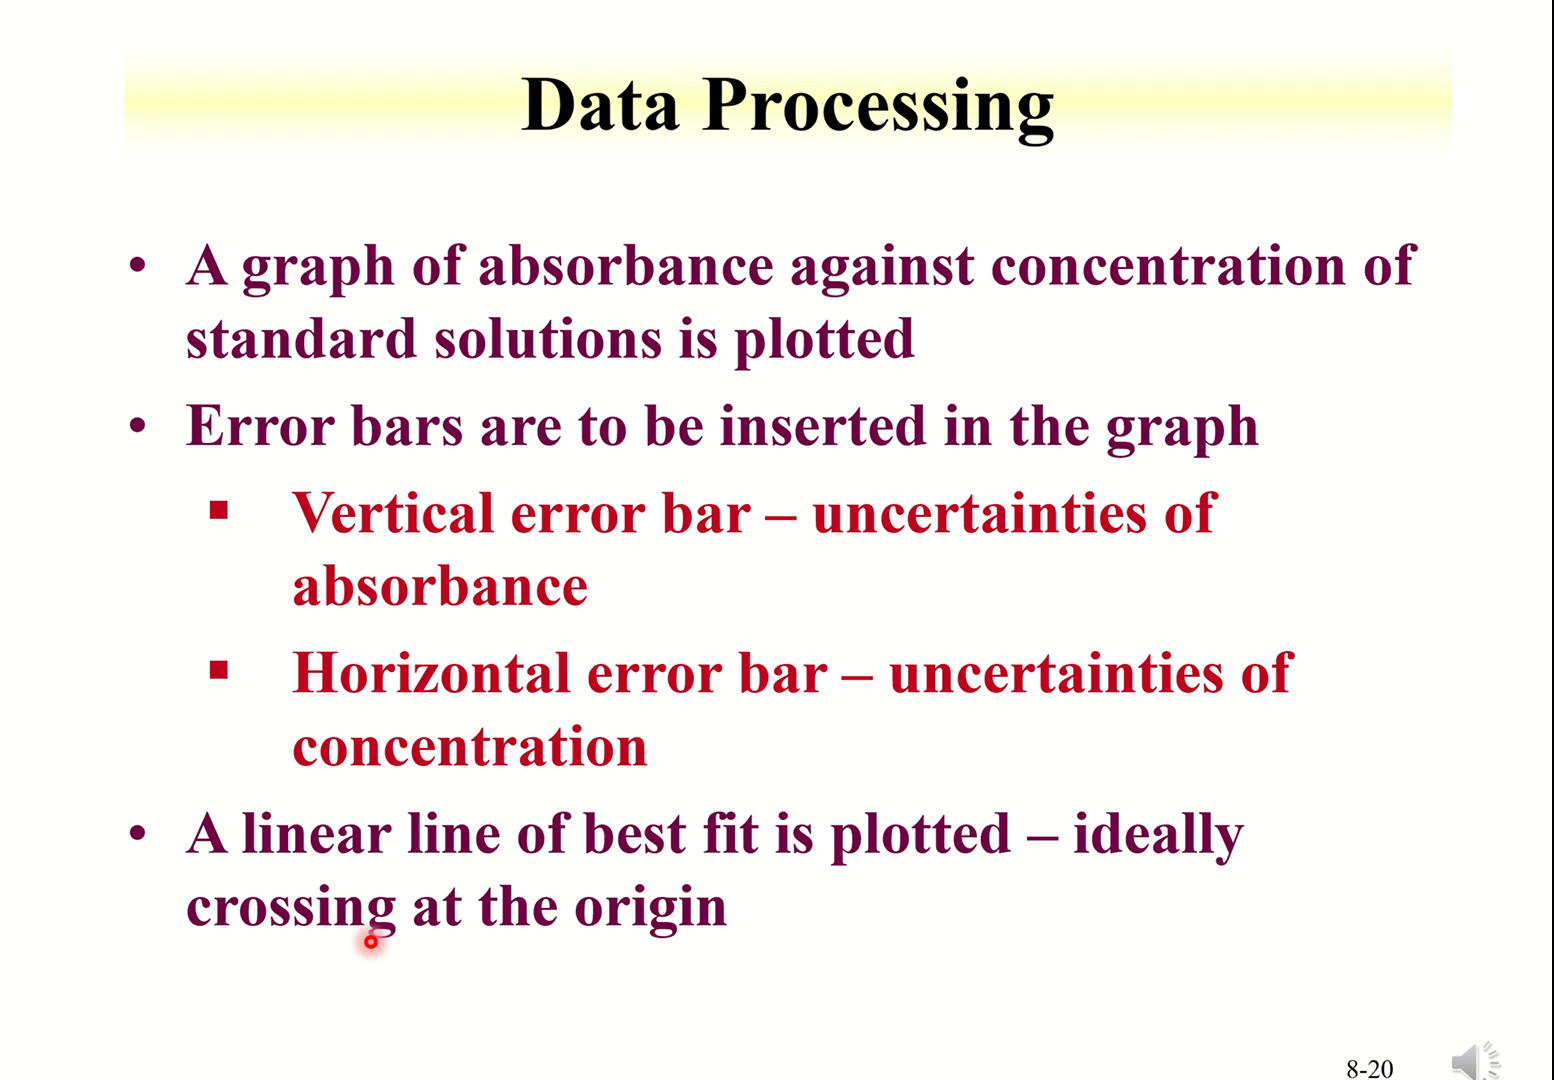 Data Processing
• A graph of absorbance against concentration of
standard solutions is plotted
• Error bars are to be inserted in the graph
▪ Vertical error bar – uncertainties of
absorbance
▪ Horizontal error bar – uncertainties of
concentration
• A linear line of best fit is plotted – ideally
crossing at the origin
8-20